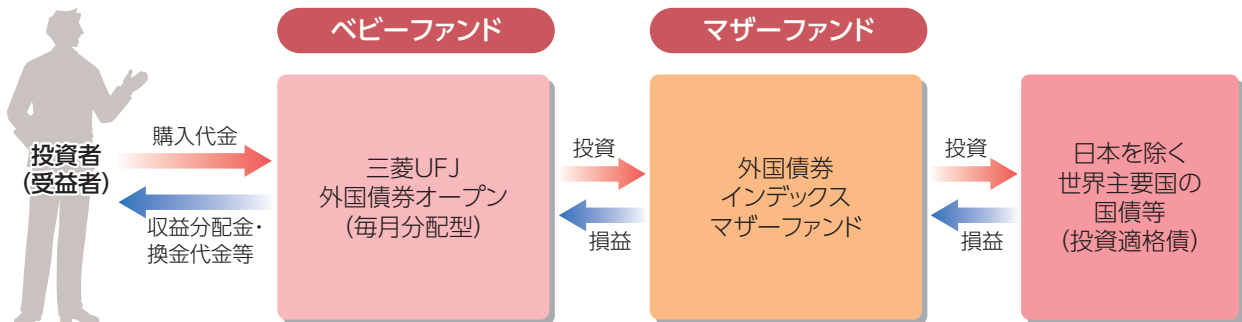 ベビーファンド
マザーファンド
投資者
(受益者)
購入代金
収益分配金・
換金代金等
三菱UFJ
外国債券オープン
(毎月分配型)
投資
損益
外国債券
インデックス
マザーファンド
投資
損益
日本を除く
世界主要国の
国債等
(投資適格債)